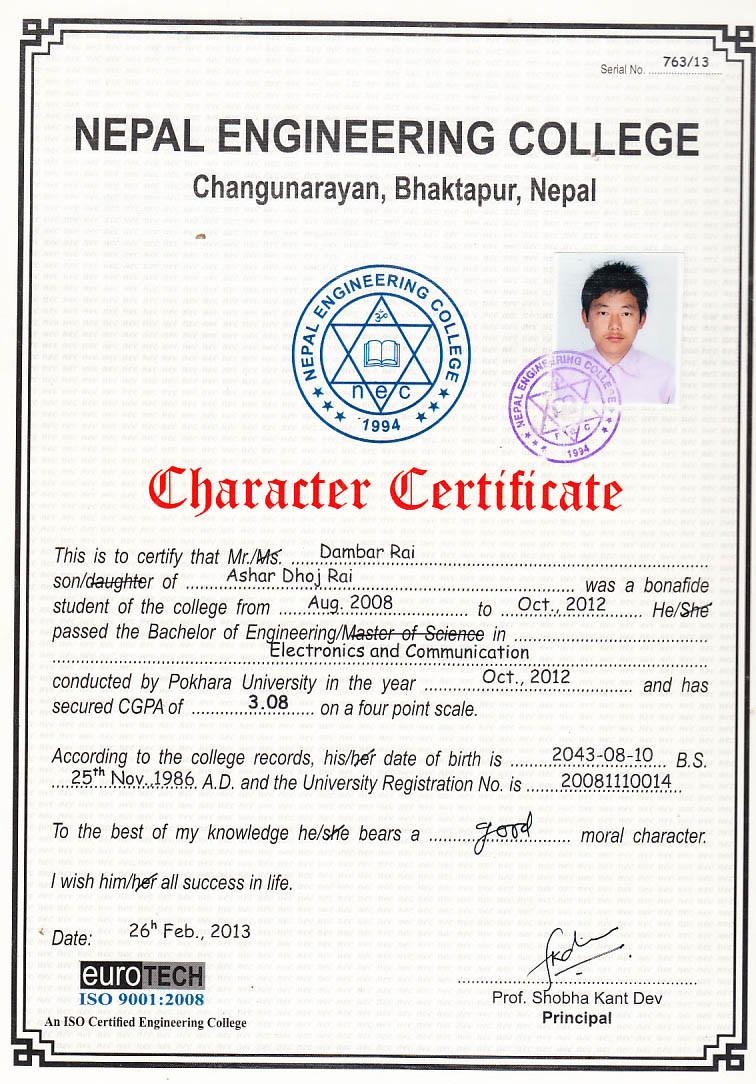 Serial No. 763/13
NEPAL ENGINEERING COLLEGE
Changunarayan, Bhaktapur, Nepal
NEPAL ENGINEERING COLLEGE
ॐ
nec
1994
NEPAL ENGINEERING COLLEGE
1994
Character Certificate
This is to certify that Mr./Ms. Dambar Rai
son/daughter of Ashar Dhoj Rai was a bonafide
student of the college from Aug. 2008 to Oct., 2012 He/She
passed the Bachelor of Engineering/Master of Science in
Electronics and Communication
conducted by Pokhara University in the year Oct., 2012 and has
secured CGPA of 3.08 on a four point scale.
According to the college records, his/her date of birth is 2043-08-10 B.S.
25th Nov.,1986 A.D. and the University Registration No. is 20081110014
To the best of my knowledge he/she bears a good moral character.
I wish him/her all success in life.
Date: 26h Feb., 2013
euroTECH
ISO 9001:2008
An ISO Certified Engineering College
Prof. Shobha Kant Dev
Principal